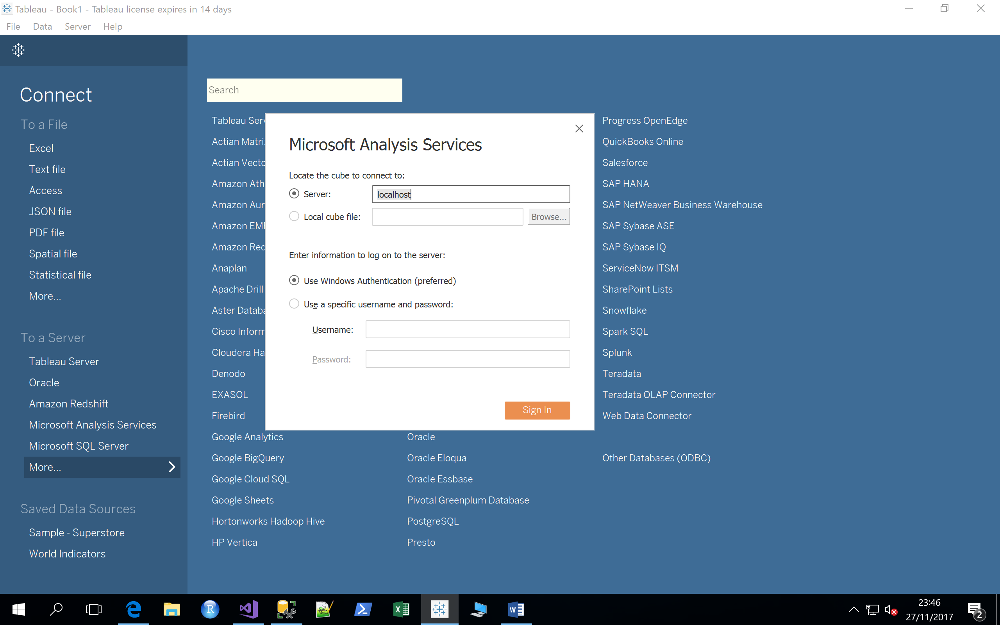 Tableau - Book1 - Tableau license expires in 14 days
File Data Server Help
Connect
To a File
Excel
Text file
Access
JSON file
PDF file
Spatial file
Statistical file
More...
To a Server
Tableau Server
Oracle
Amazon Redshift
Microsoft Analysis Services
Microsoft SQL Server
More...
Saved Data Sources
Sample - Superstore
World Indicators
Search
Tableau Serv
Actian Matri
Actian Vecto
Amazon Ath
Amazon Aur
Amazon EM
Amazon Red
Anaplan
Apache Drill
Aster Databa
Cisco Inform
Cloudera Ha
Denodo
EXASOL
Firebird
Google Analytics
Google BigQuery
Google Cloud SQL
Google Sheets
Hortonworks Hadoop Hive
HP Vertica
Microsoft Analysis Services
Locate the cube to connect to:
Server: localhost
Local cube file: Browse...
Enter information to log on to the server:
Use Windows Authentication (preferred)
Use a specific username and password:
Username:
Password:
Sign In
Oracle
Oracle Eloqua
Oracle Essbase
Pivotal Greenplum Database
PostgreSQL
Presto
Progress OpenEdge
QuickBooks Online
Salesforce
SAP HANA
SAP NetWeaver Business Warehouse
SAP Sybase ASE
SAP Sybase IQ
ServiceNow ITSM
SharePoint Lists
Snowflake
Spark SQL
Splunk
Teradata
Teradata OLAP Connector
Web Data Connector
Other Databases (ODBC)
23:46
27/11/2017
2